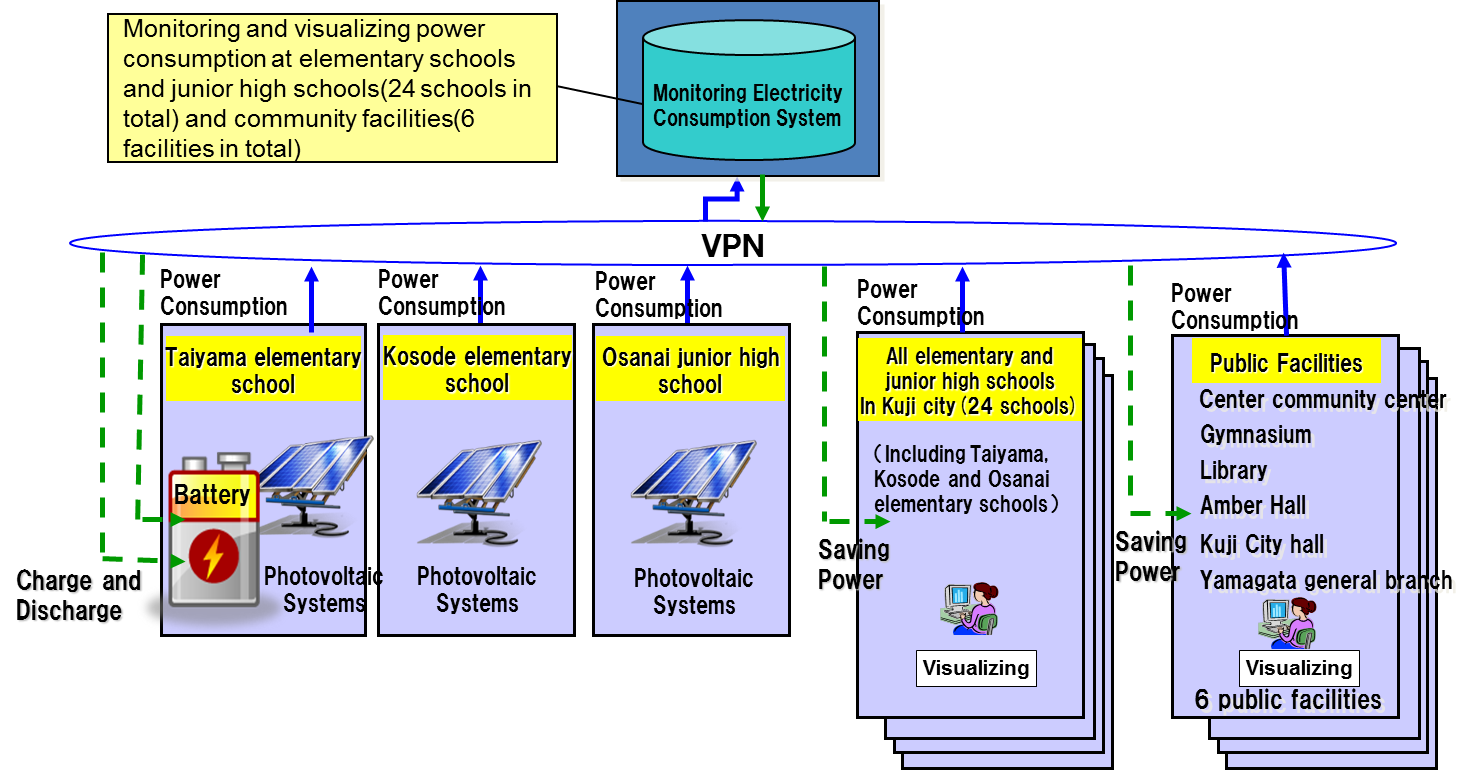 Monitoring and visualizing power
consumption at elementary schools
and junior high schools(24 schools in
total) and community facilities(6
facilities in total)
Monitoring Electricity
Consumption System
VPN
Power
Consumption
Taiyama elementary
school
Battery
Photovoltaic
Systems
Charge and
Discharge
Power
Consumption
Kosode elementary
school
Photovoltaic
Systems
Power
Consumption
Osanai junior high
school
Photovoltaic
Systems
Power
Consumption
All elementary and
junior high schools
In Kuji city (24 schools)
（Including Taiyama,
Kosode and Osanai
elementary schools）
Saving
Power
Visualizing
Power
Consumption
Public Facilities
Center community center
Gymnasium
Library
Amber Hall
Kuji City hall
Yamagata general branch
Saving
Power
Visualizing
6 public facilities